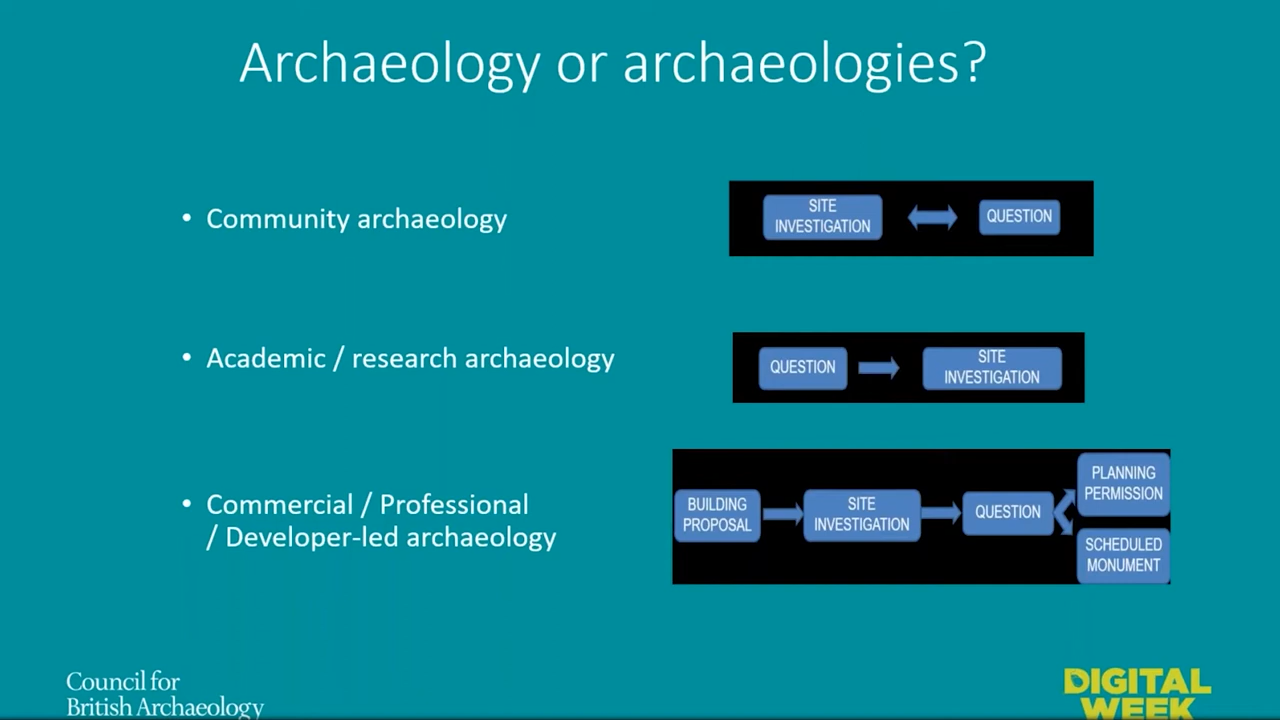 Archaeology or archaeologies?
• Community archaeology
SITE
INVESTIGATION
QUESTION
• Academic / research archaeology
QUESTION
SITE
INVESTIGATION
• Commercial / Professional
/ Developer-led archaeology
BUILDING
PROPOSAL
SITE
INVESTIGATION
QUESTION
PLANNING
PERMISSION
SCHEDULED
MONUMENT
Council for
British Archaeology
DIGITAL
WEEK